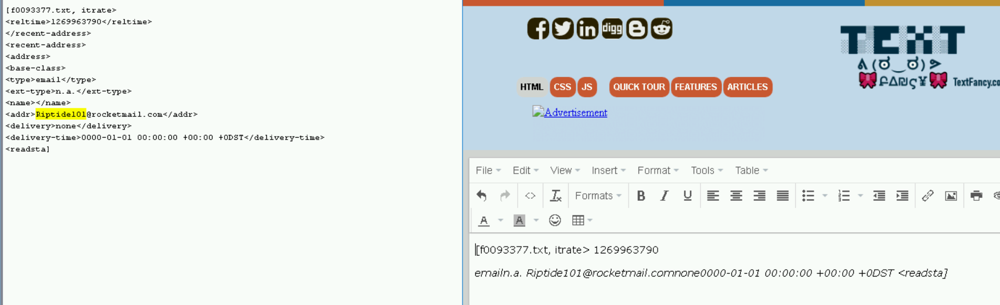 [f0093377.txt, itrate>
<reltime>1269963790</reltime>
</recent-address>
<recent-address>
<address>
<base-class>
<type>email</type>
<ext-type>n.a.</ext-type>
<name></name>
<addr>Riptide101@rocketmail.com</addr>
<delivery>none</delivery>
<delivery-time>0000-01-01 00:00:00 +00:00 +0DST</delivery-time>
<readsta]
digg
TEXT
HTML CSS JS QUICK TOUR FEATURES ARTICLES
TextFancy.co
Advertisement
File Edit View Insert Format Tools Table
Formats B I U
A A
[f0093377.txt, itrate> 1269963790
emailn.a. Riptide101@rocketmail.comnone0000-01-01 00:00:00 +00:00 +0DST <readsta]